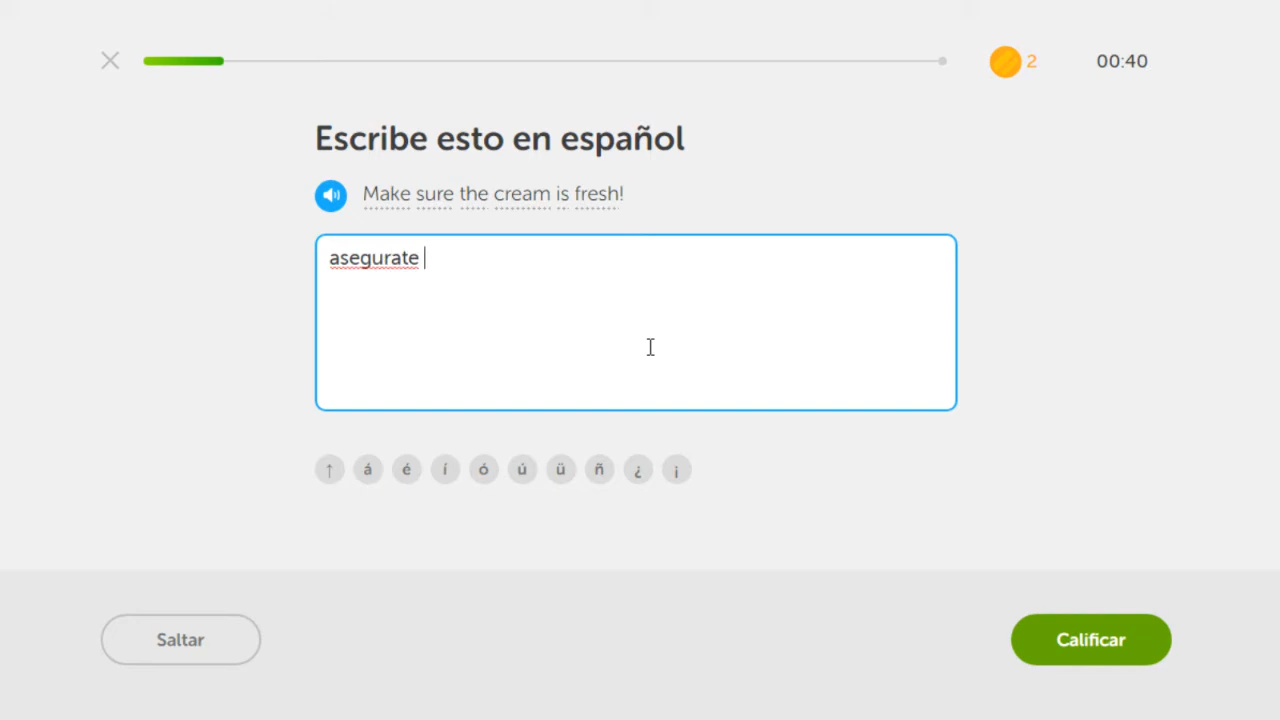 2 00:40
Escribe esto en español
Make sure the cream is fresh!
asegurate
↑ á é í ó ú ü ñ ¿ ¡
Saltar Calificar